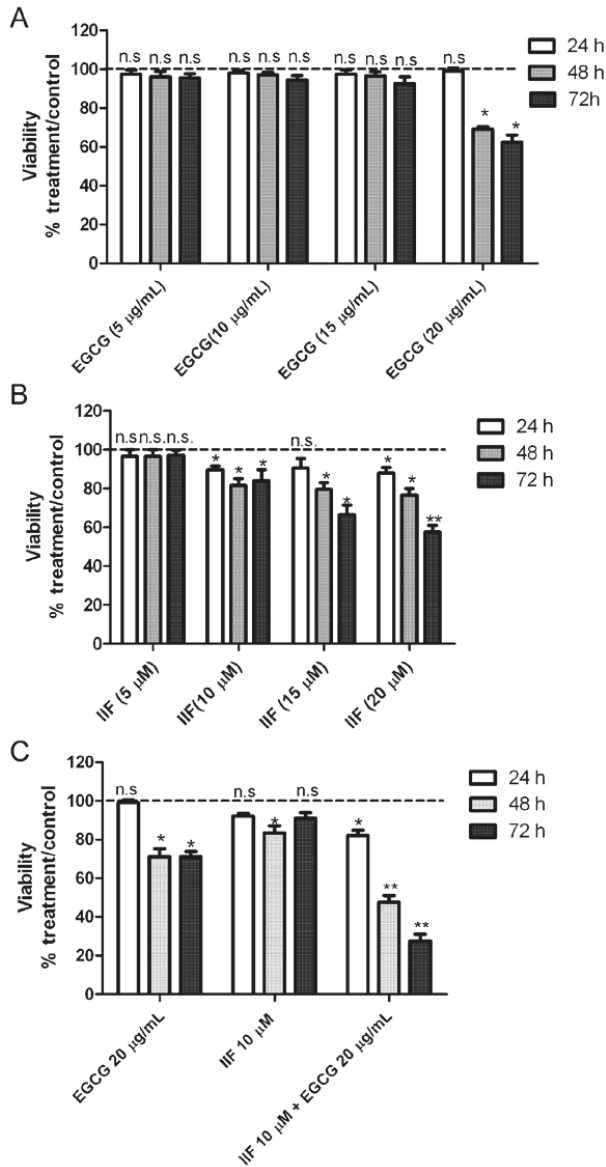 A
120
100
80
60
40
20
0
Viability
% treatment/control
n.s n.s n.s
n.s n.s n.s
n.s n.s n.s
n.s * *
24 h
48 h
72h
EGCG (5 µg/mL)
EGCG(10 µg/mL)
EGCG (15 µg/mL)
EGCG (20 µg/mL)
B
120
100
80
60
40
20
0
Viability
% treatment/control
n.s n.s. n.s.
* * *
n.s. * *
* * **
24 h
48 h
72 h
IIF (5 µM)
IIF(10 µM)
IIF (15 µM)
IIF (20 µM)
C
120
100
80
60
40
20
0
Viability
% treatment/control
n.s * *
n.s * n.s
* ** **
24 h
48 h
72 h
EGCG 20 µg/mL
IIF 10 µM
IIF 10 µM + EGCG 20 µg/mL